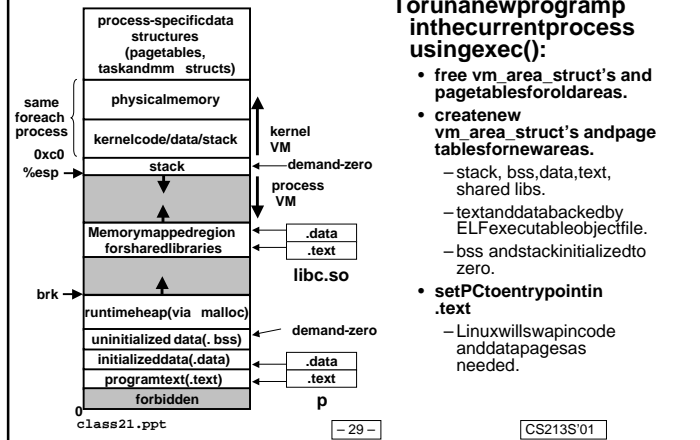 Torunanewprogramp
inthecurrentprocess
usingexec():
process-specificdata
structures
(pagetables,
taskandmm structs)
physicalmemory
kernelcode/data/stack
stack
Memorymappedregion
forsharedlibraries
runtimeheap(via malloc)
uninitialized data(. bss)
initializeddata(.data)
programtext(.text)
forbidden
same
foreach
process
0xc0
%esp
brk
0
kernel
VM
demand-zero
process
VM
.data
.text
libc.so
demand-zero
.data
.text
p
• free vm_area_struct's and
pagetablesforoldareas.
• createnew
vm_area_struct's andpage
tablesfornewareas.
–stack, bss,data,text,
shared libs.
–textanddatabackedby
ELFexecutableobjectfile.
–bss andstackinitializedto
zero.
• setPCtoentrypointin
.text
–Linuxwillswapincode
anddatapagesas
needed.
class21.ppt
– 29 –
CS213S'01